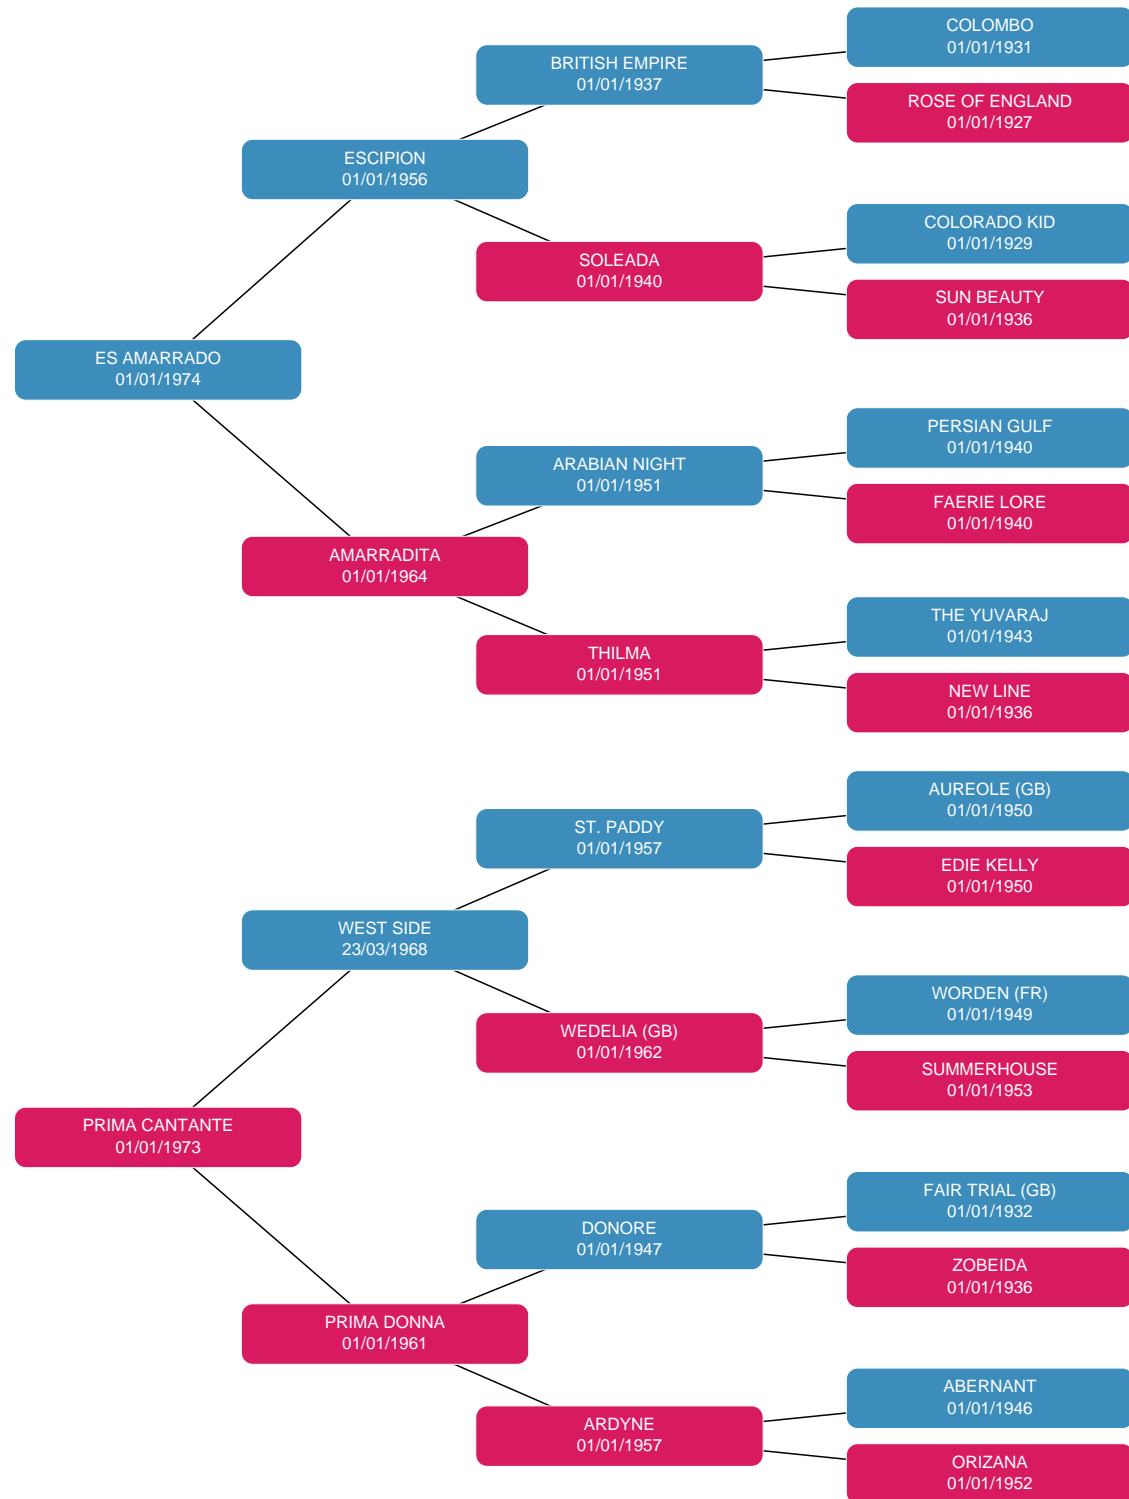 COLOMBO
01/01/1931
BRITISH EMPIRE
01/01/1937
ROSE OF ENGLAND
01/01/1927
ESCIPION
01/01/1956
COLORADO KID
01/01/1929
SOLEADA
01/01/1940
SUN BEAUTY
01/01/1936
ES AMARRADO
01/01/1974
PERSIAN GULF
01/01/1940
ARABIAN NIGHT
01/01/1951
FAERIE LORE
01/01/1940
AMARRADITA
01/01/1964
THE YUVARAJ
01/01/1943
THILMA
01/01/1951
NEW LINE
01/01/1936
AUREOLE (GB)
01/01/1950
ST. PADDY
01/01/1957
EDIE KELLY
01/01/1950
WEST SIDE
23/03/1968
WORDEN (FR)
01/01/1949
WEDELIA (GB)
01/01/1962
SUMMERHOUSE
01/01/1953
PRIMA CANTANTE
01/01/1973
FAIR TRIAL (GB)
01/01/1932
DONORE
01/01/1947
ZOBEIDA
01/01/1936
PRIMA DONNA
01/01/1961
ABERNANT
01/01/1946
ARDYNE
01/01/1957
ORIZANA
01/01/1952